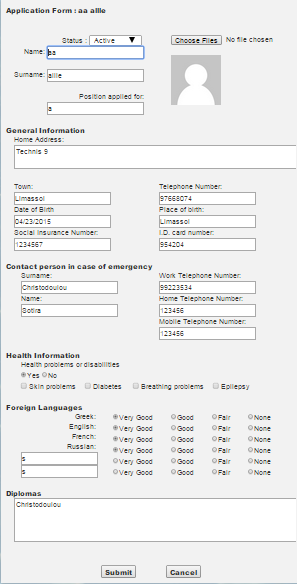 Application Form : aa allle
Status : Active Choose Files No file chosen
Name: aa
Surname: allle
Position applied for:
a
General Information
Home Address:
Technis 9
Town: Telephone Number:
Limassol 97668074
Date of Birth Place of birth:
04/23/2015 Limassol
Social Insurance Number: I.D. card number:
1234567 954204
Contact person in case of emergency
Surname: Work Telephone Number:
Christodoulou 99223534
Name: Home Telephone Number:
Sotira 123456
Mobile Telephone Number:
123456
Health Information
Health problems or disabilities
Yes No
Skin problems Diabetes Breathing problems Epilepsy
Foreign Languages
Greek: Very Good Good Fair None
English: Very Good Good Fair None
French: Very Good Good Fair None
Russian: Very Good Good Fair None
s Very Good Good Fair None
s Very Good Good Fair None
Diplomas
Christodoulou
Submit Cancel